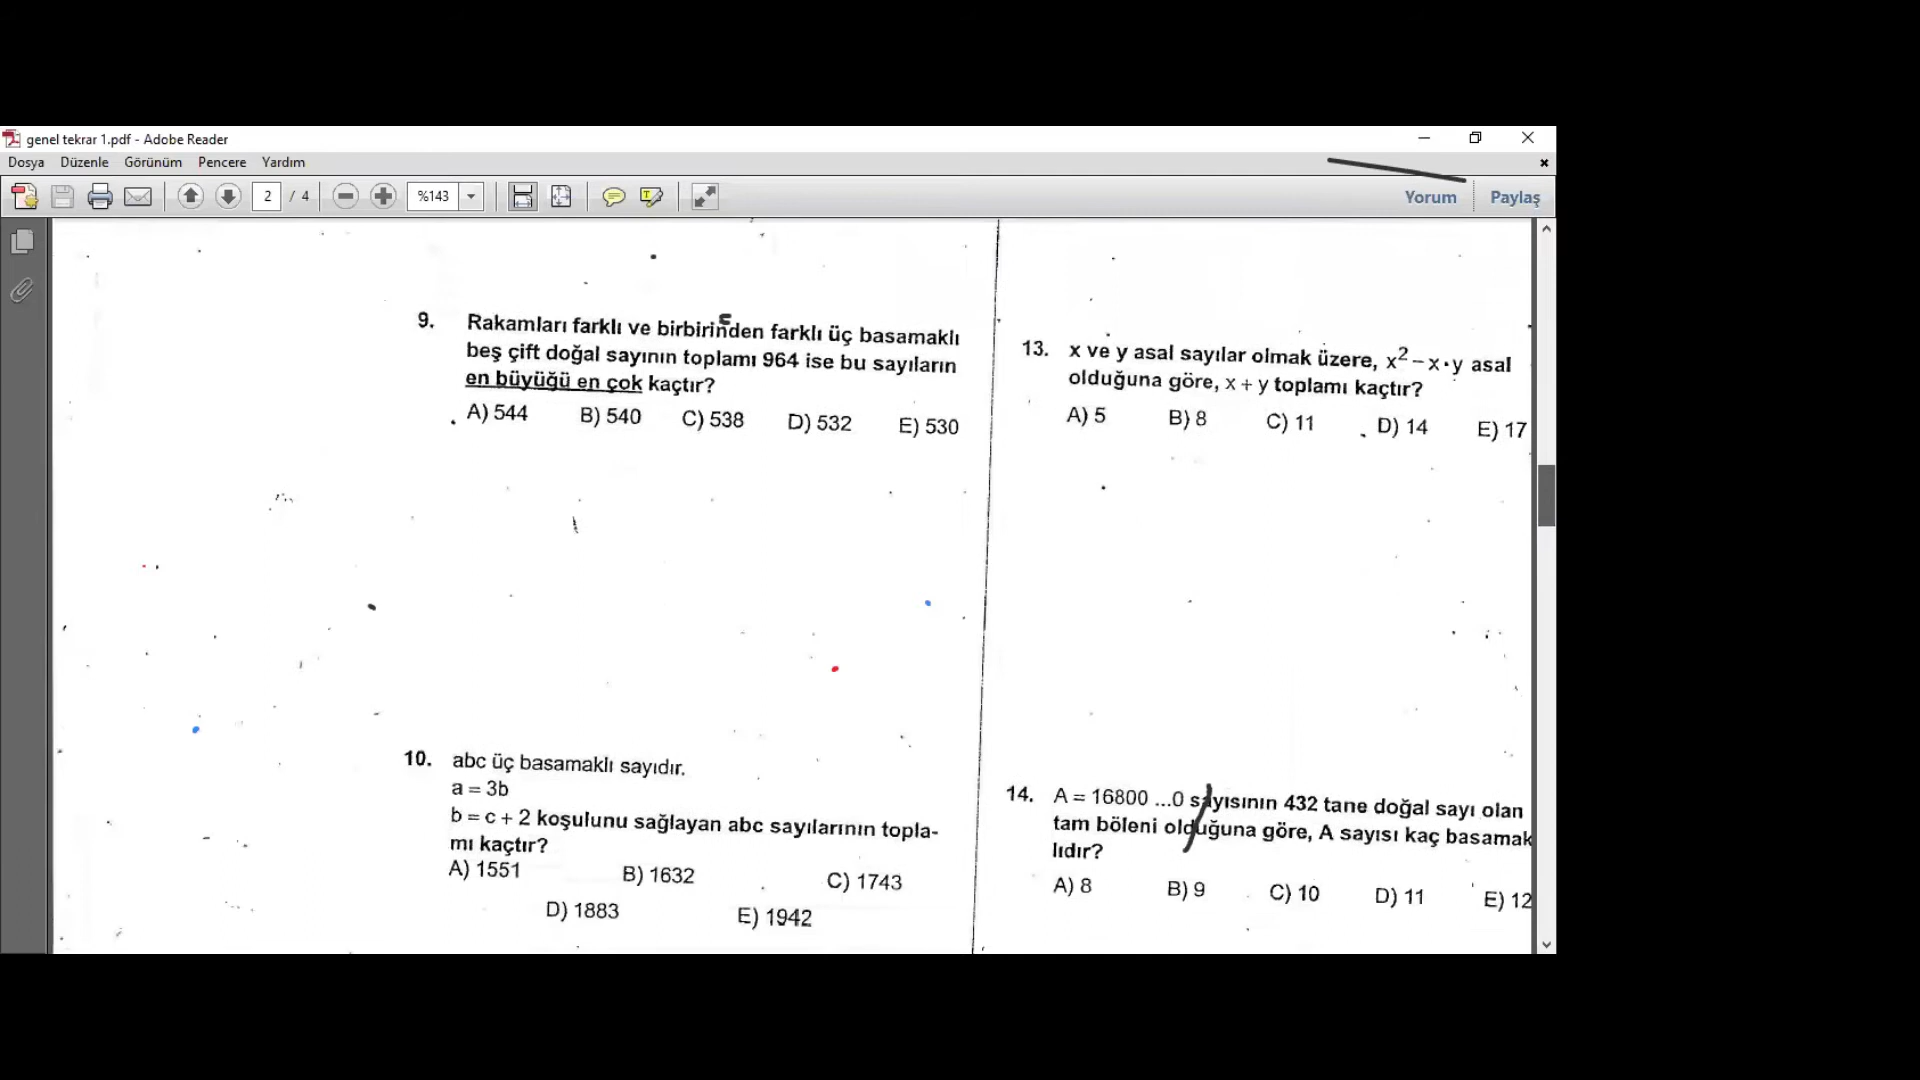 genel tekrar 1.pdf - Adobe Reader
Dosya Düzenle Görünüm Pencere Yardım
2 / 4 %143 Yorum Paylaş
9. Rakamları farklı ve birbirinden farklı üç basamaklı
beş çift doğal sayının toplamı 964 ise bu sayıların
en büyüğü en çok kaçtır?
A) 544 B) 540 C) 538 D) 532 E) 530
10. abc üç basamaklı sayıdır.
a = 3b
b = c + 2 koşulunu sağlayan abc sayılarının topla-
mı kaçtır?
A) 1551 B) 1632 C) 1743
D) 1883 E) 1942
13. x ve y asal sayılar olmak üzere, x² – x·y asal
olduğuna göre, x + y toplamı kaçtır?
A) 5 B) 8 C) 11 D) 14 E) 17
14. A = 16800 ...0 sayısının 432 tane doğal sayı olan
tam böleni olduğuna göre, A sayısı kaç basamak
lıdır?
A) 8 B) 9 C) 10 D) 11 E) 12